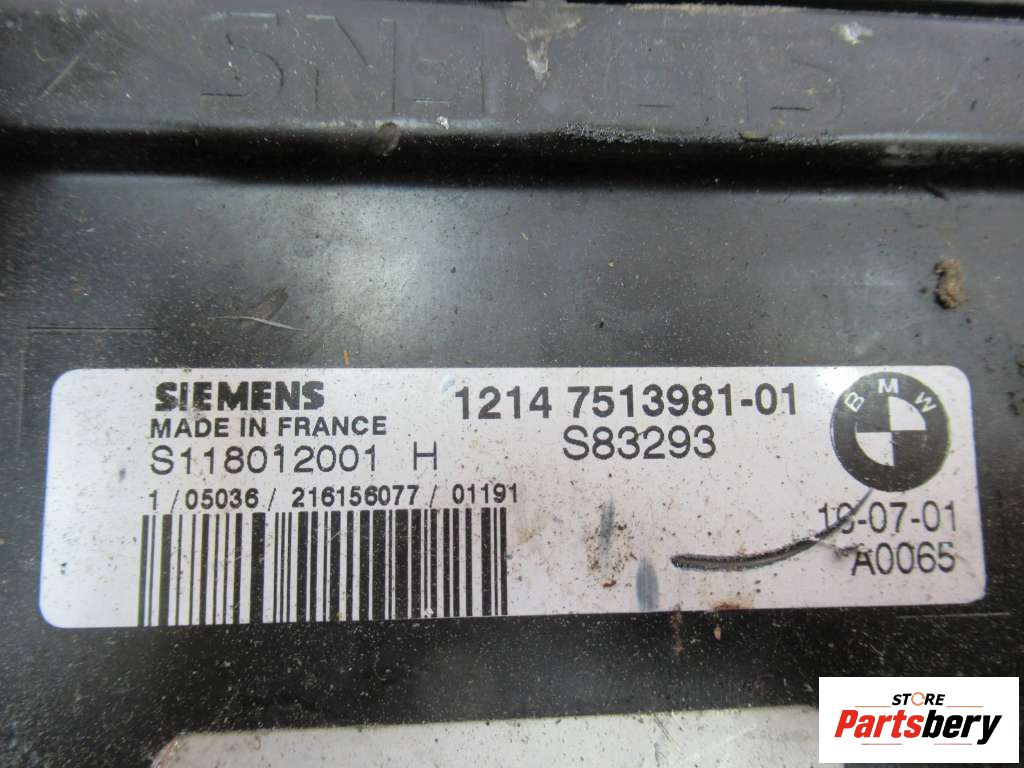 SIEMENS
SIEMENS
MADE IN FRANCE
S118012001 H
1 / 05036 / 216156077 / 01191
1214 7513981-01
S83293
BMW
-07-01
A0065
STORE
Partsbery